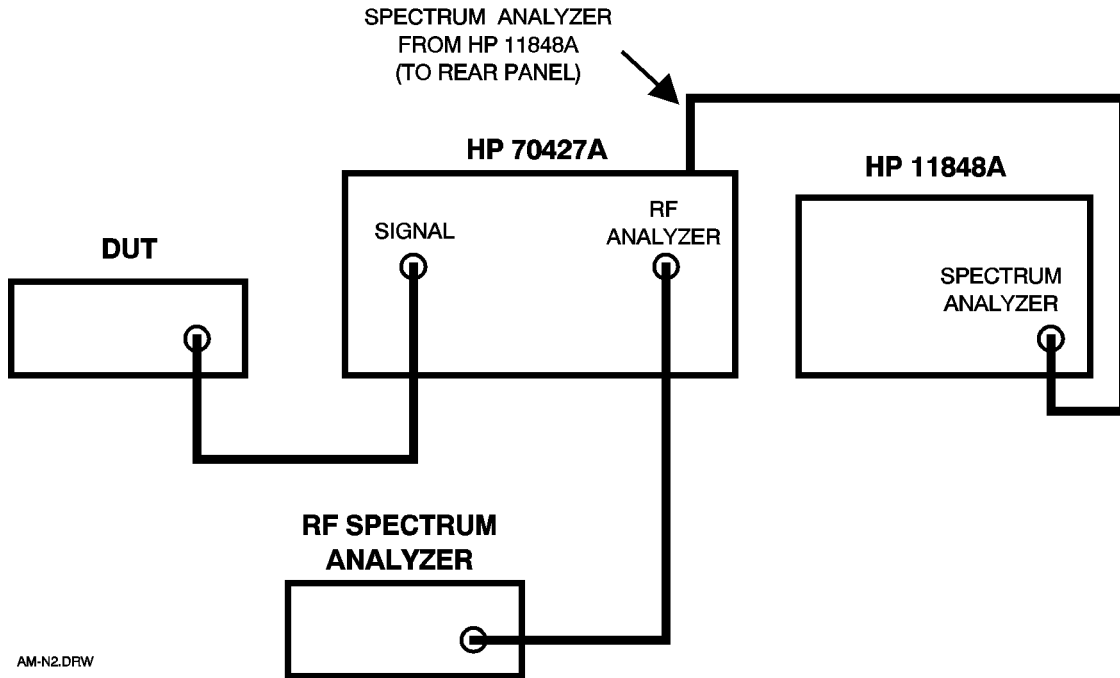 SPECTRUM ANALYZER
FROM HP 11848A
(TO REAR PANEL)
HP 70427A
HP 11848A
SIGNAL
RF
ANALYZER
DUT
SPECTRUM
ANALYZER
RF SPECTRUM
ANALYZER
AM-N2.DRW